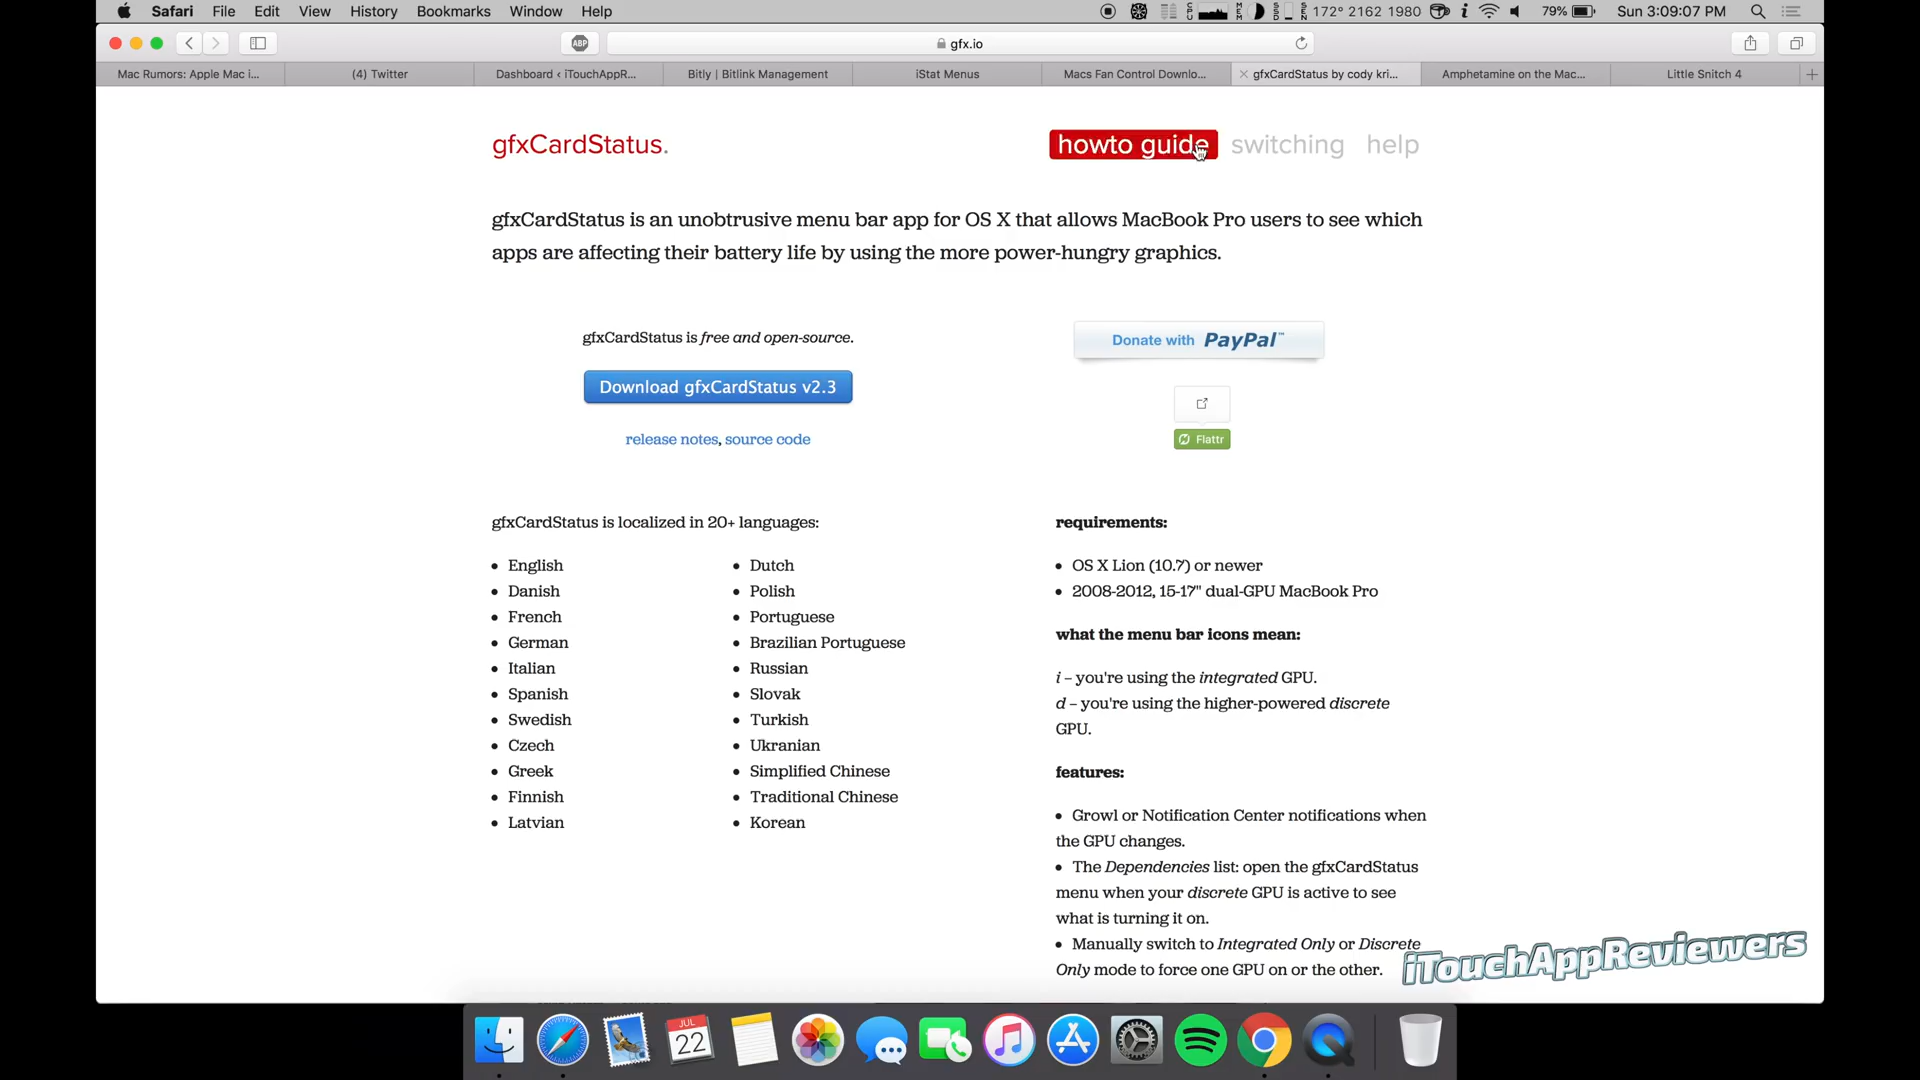 Safari File Edit View History Bookmarks Window Help
172° 2162 1980
79%
Sun 3:09:07 PM
ABP
gfx.io
Mac Rumors: Apple Mac i...
(4) Twitter
Dashboard ‹ iTouchAppR...
Bitly | Bitlink Management
iStat Menus
Macs Fan Control Downlo...
gfxCardStatus by cody kri...
Amphetamine on the Mac...
Little Snitch 4
gfxCardStatus.
howto guide switching help
gfxCardStatus is an unobtrusive menu bar app for OS X that allows MacBook Pro users to see which
apps are affecting their battery life by using the more power-hungry graphics.
gfxCardStatus is free and open-source.
Download gfxCardStatus v2.3
release notes, source code
Donate with PayPal™
Flattr
gfxCardStatus is localized in 20+ languages:
• English
• Danish
• French
• German
• Italian
• Spanish
• Swedish
• Czech
• Greek
• Finnish
• Latvian
• Dutch
• Polish
• Portuguese
• Brazilian Portuguese
• Russian
• Slovak
• Turkish
• Ukranian
• Simplified Chinese
• Traditional Chinese
• Korean
requirements:
• OS X Lion (10.7) or newer
• 2008-2012, 15-17" dual-GPU MacBook Pro
what the menu bar icons mean:
i – you're using the integrated GPU.
d – you're using the higher-powered discrete
GPU.
features:
• Growl or Notification Center notifications when
the GPU changes.
• The Dependencies list: open the gfxCardStatus
menu when your discrete GPU is active to see
what is turning it on.
• Manually switch to Integrated Only or Discrete
Only mode to force one GPU on or the other.
iTouchAppReviewers
JUL
22